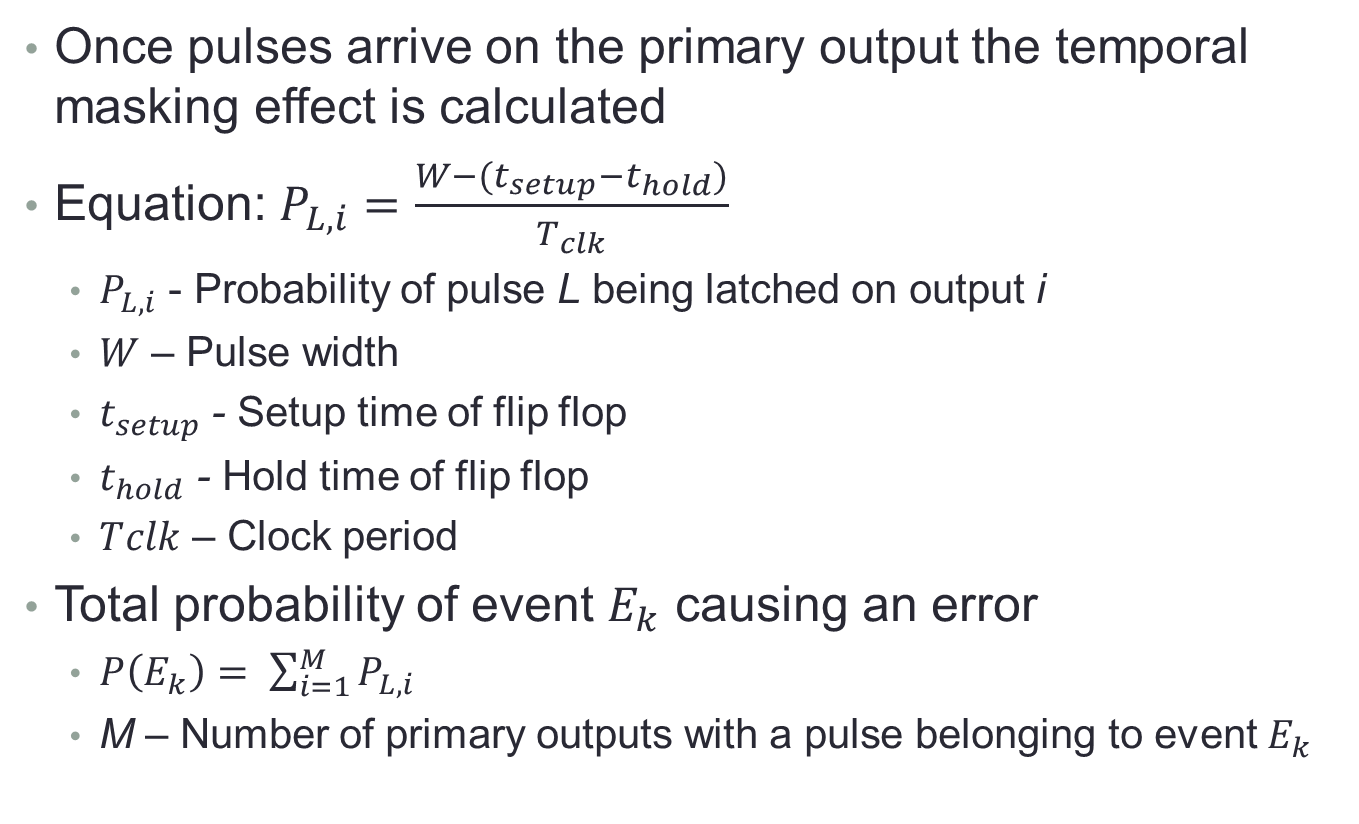 • Once pulses arrive on the primary output the temporal
masking effect is calculated
• Equation: $P_{L,i} = \frac{W-(t_{setup}-t_{hold})}{T_{clk}}$
• $P_{L,i}$ - Probability of pulse L being latched on output i
• $W$ – Pulse width
• $t_{setup}$ - Setup time of flip flop
• $t_{hold}$ - Hold time of flip flop
• $Tclk$ – Clock period
• Total probability of event $E_k$ causing an error
• $P(E_k) = \sum_{i=1}^{M} P_{L,i}$
• M – Number of primary outputs with a pulse belonging to event $E_k$